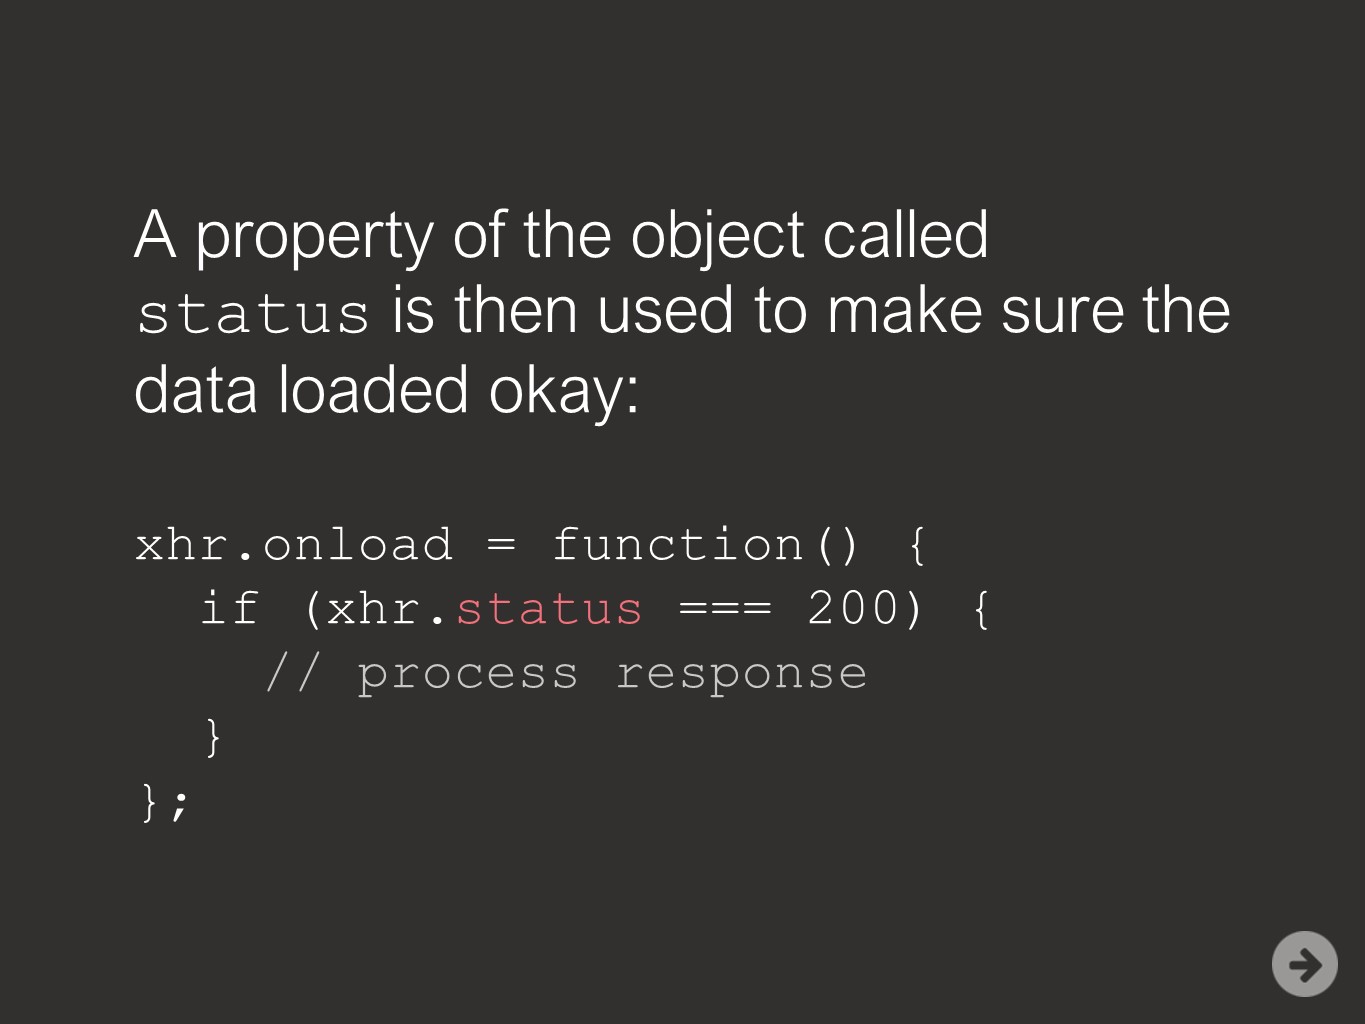 A property of the object called
status is then used to make sure the
data loaded okay:
xhr.onload = function() {
  if (xhr.status === 200) {
    // process response
  }
};